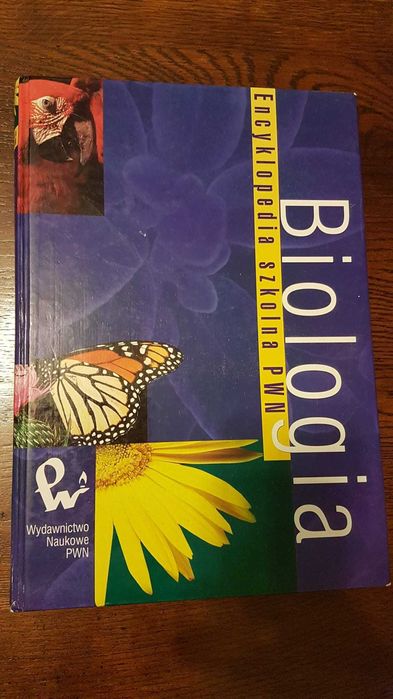 Encyklopedia szkolna PWN
Biologia
Wydawnictwo
Naukowe
PWN